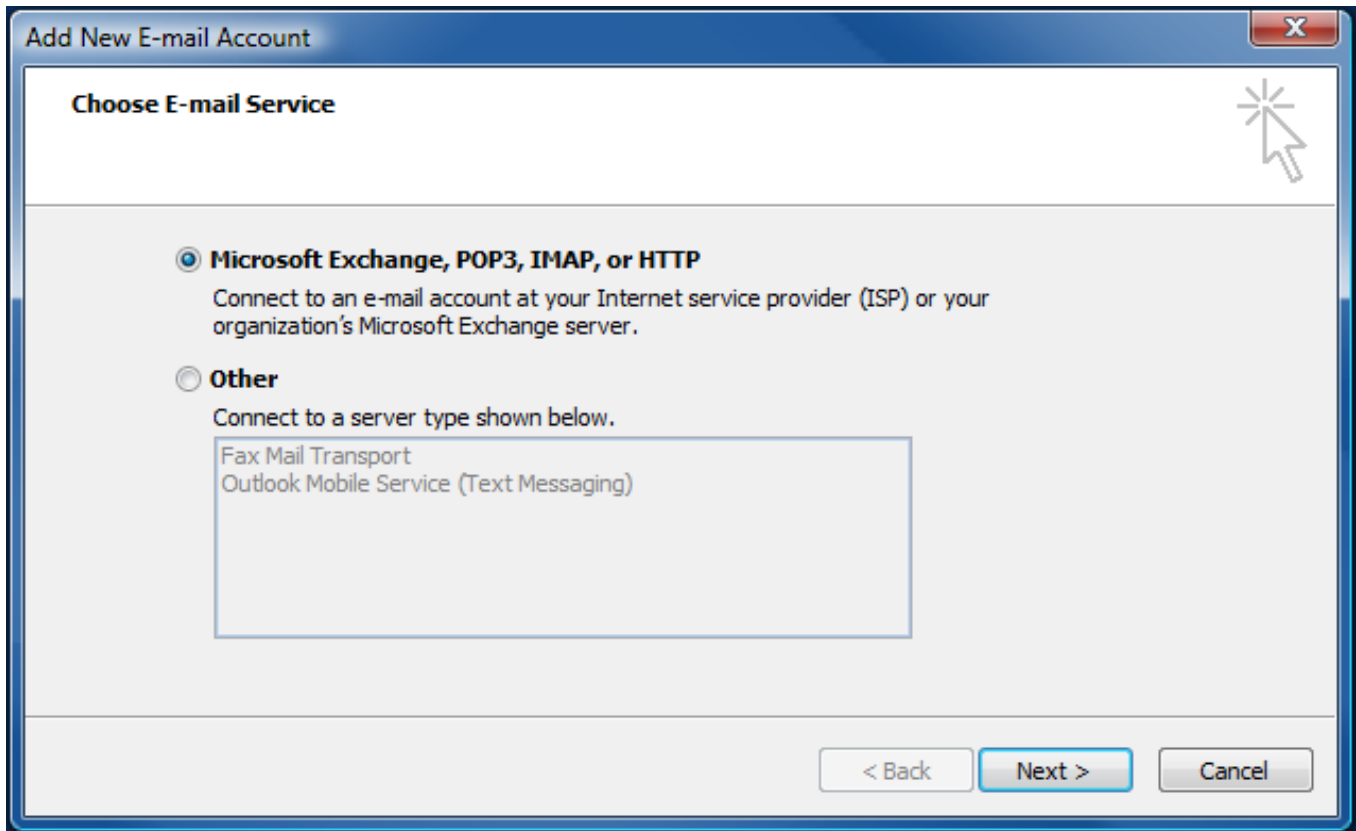 Add New E-mail Account
Choose E-mail Service
Microsoft Exchange, POP3, IMAP, or HTTP
Connect to an e-mail account at your Internet service provider (ISP) or your
organization's Microsoft Exchange server.
Other
Connect to a server type shown below.
Fax Mail Transport
Outlook Mobile Service (Text Messaging)
< Back
Next >
Cancel